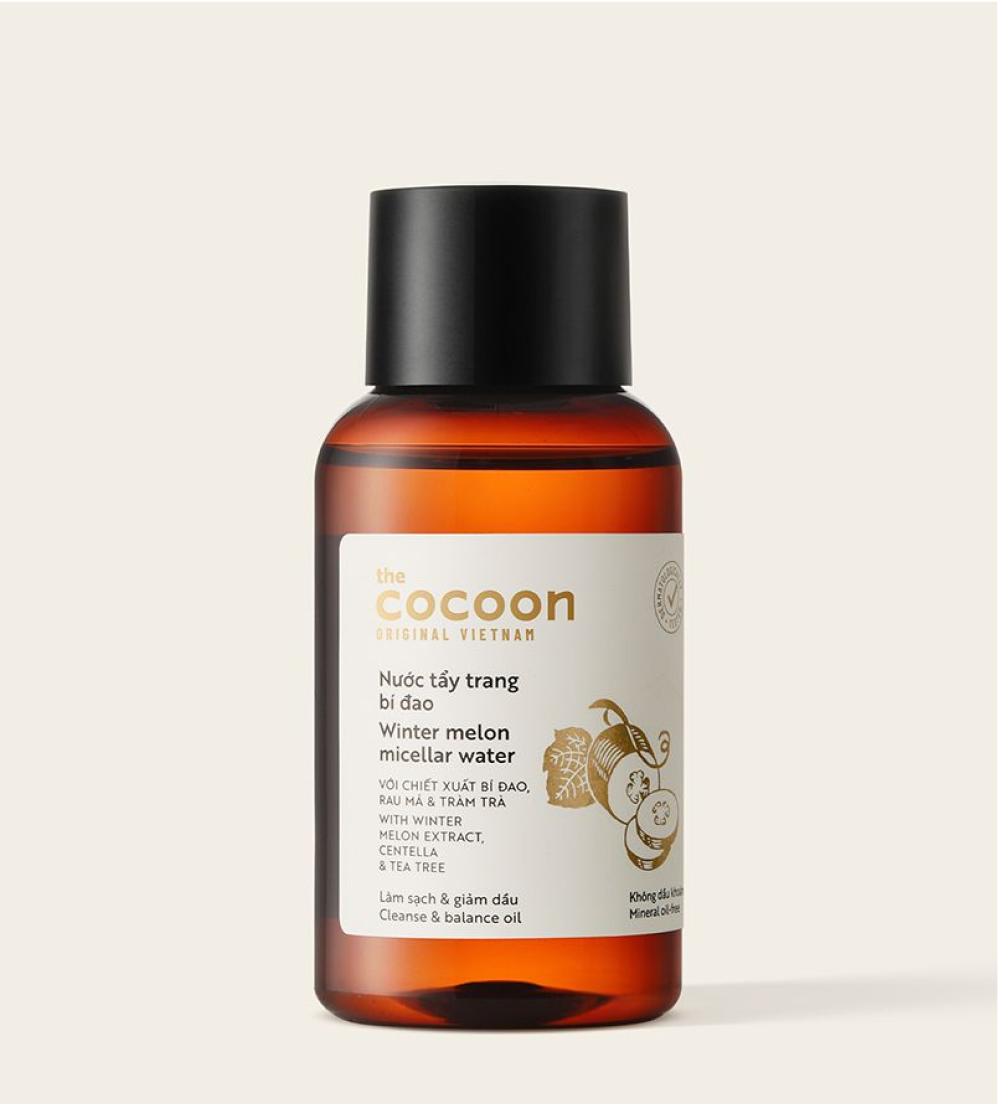 the
cocoon
ORIGINAL VIETNAM
Nước tẩy trang
bí đao
Winter melon
micellar water
VỚI CHIẾT XUẤT BÍ ĐAO,
RAU MÁ & TRÀM TRÀ
WITH WINTER
MELON EXTRACT,
CENTELLA
& TEA TREE
Làm sạch & giảm dầu
Cleanse & balance oil
Không dầu
Mineral oil-free